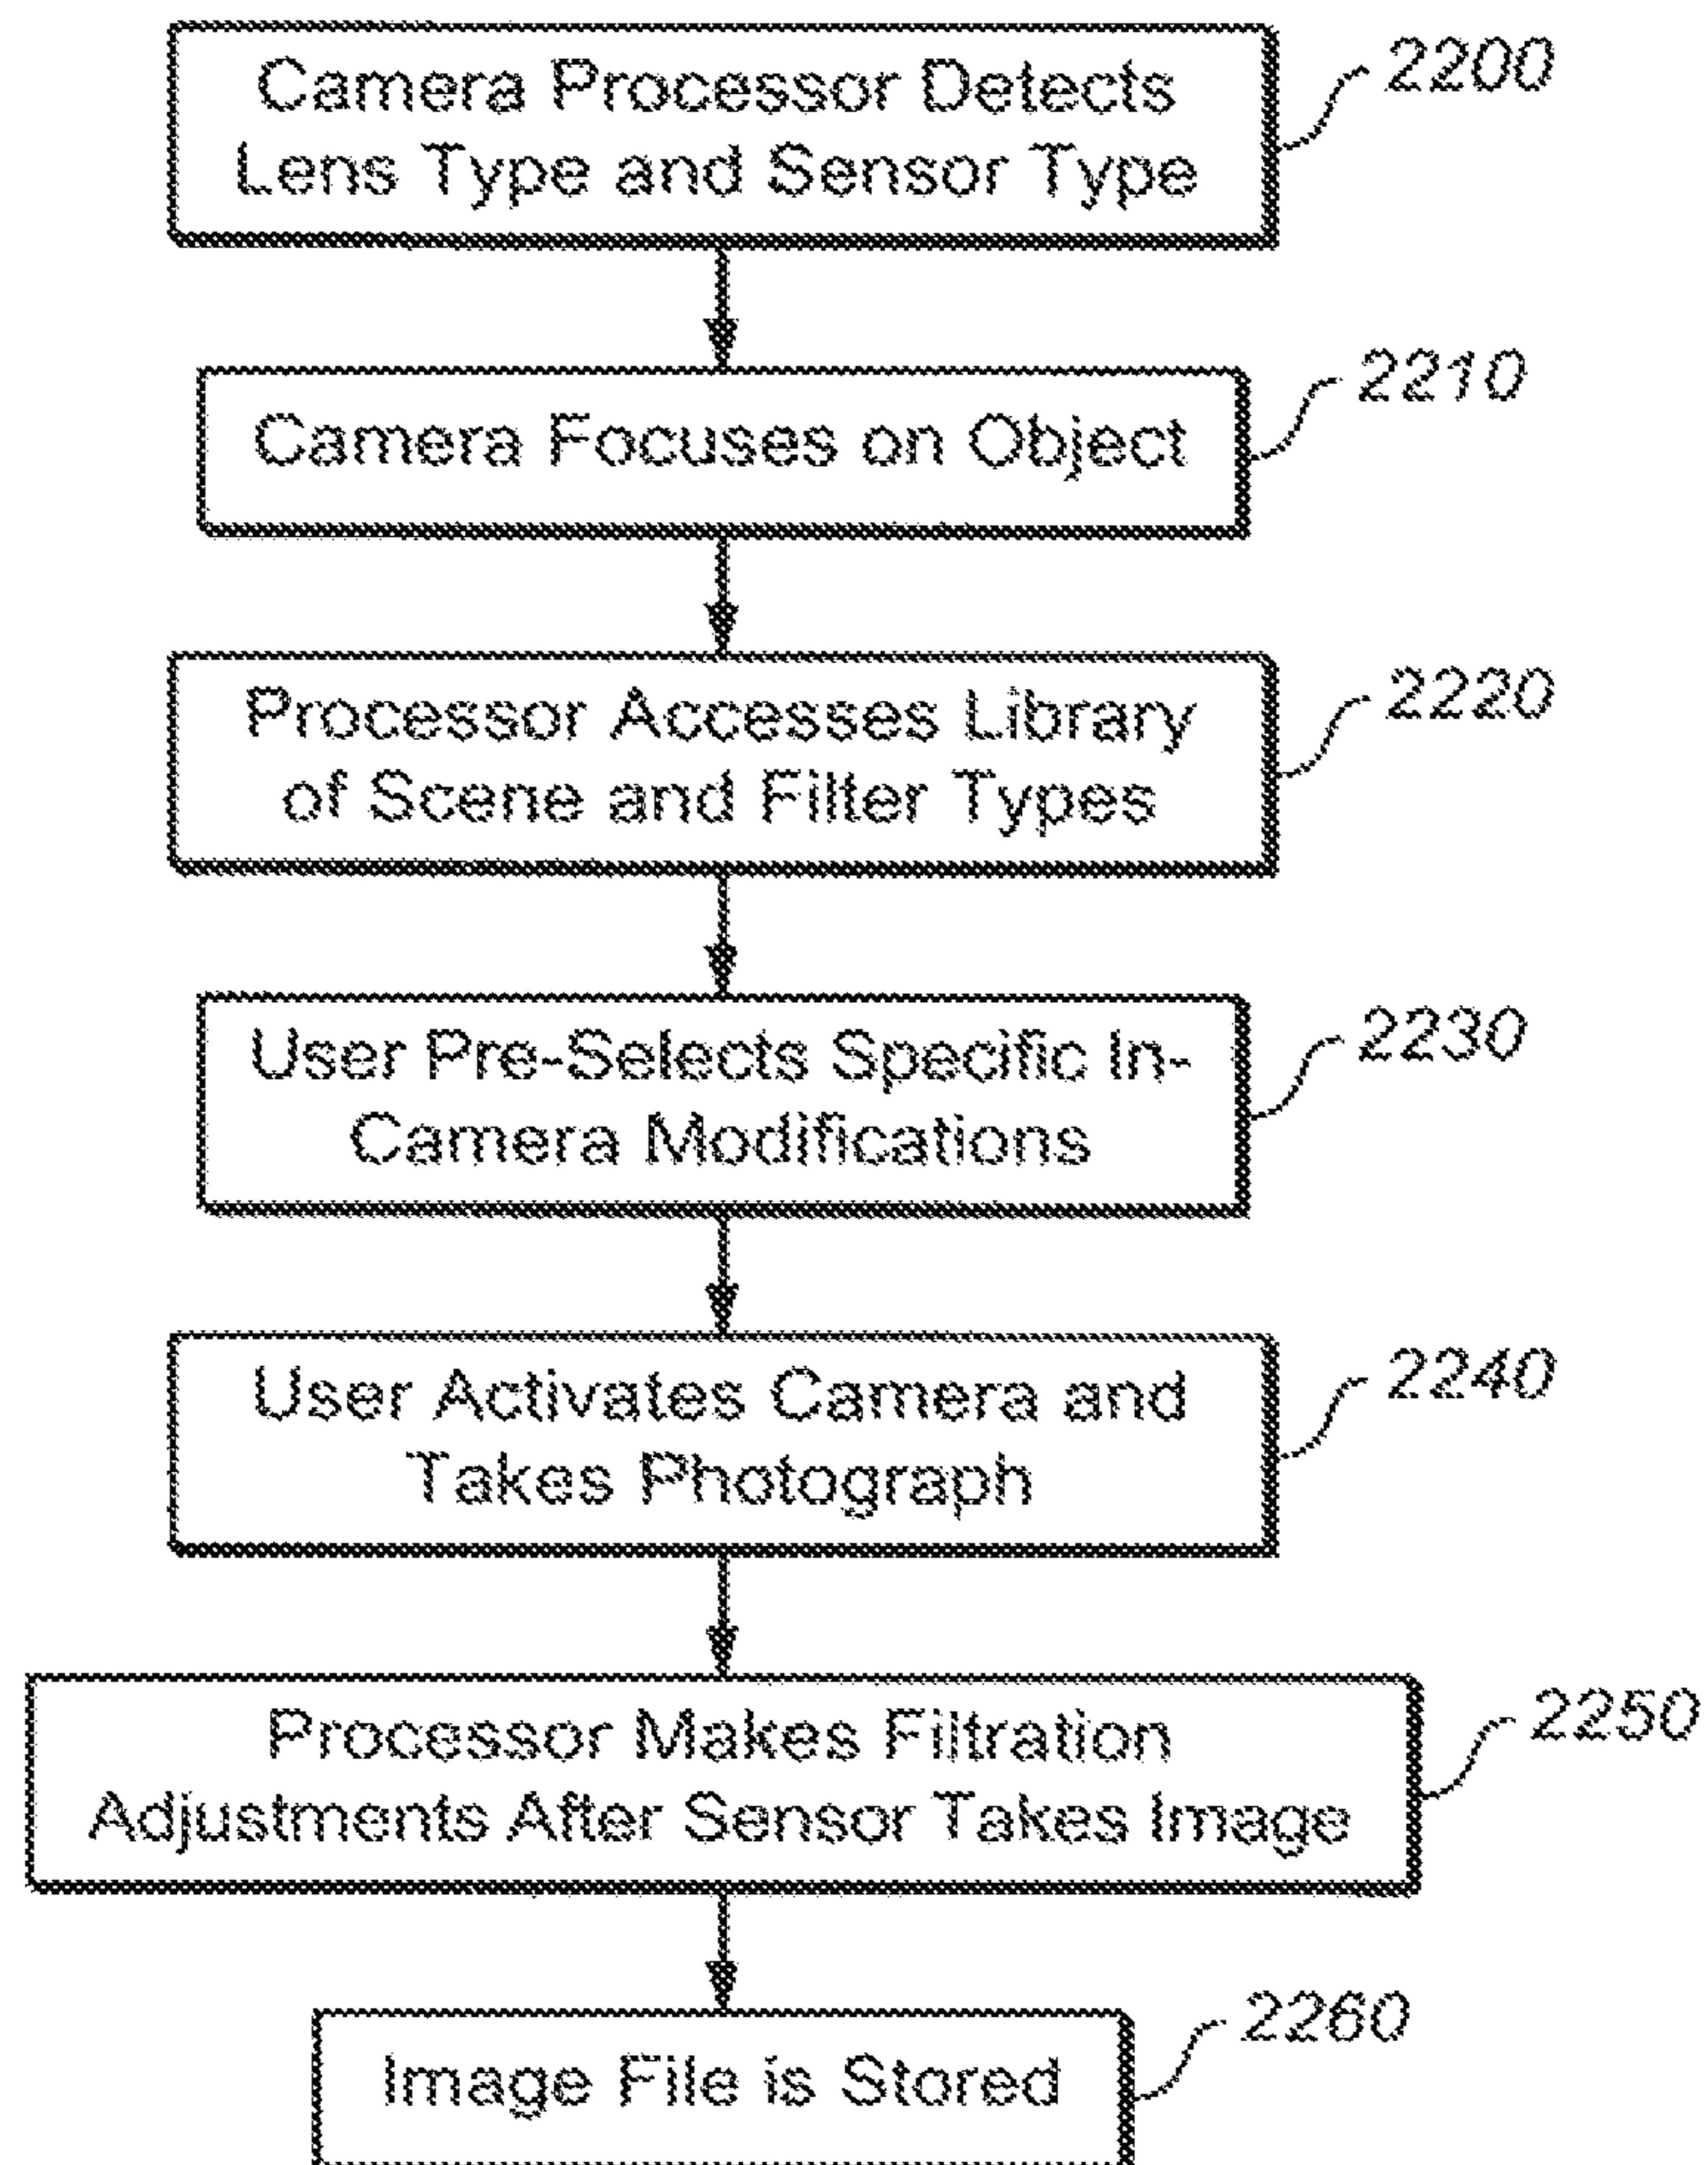 Camera Processor Detects
Lens Type and Sensor Type
2200
Camera Focuses on Object
2210
Processor Accesses Library
of Scene and Filter Types
2220
User Pre-Selects Specific In-
Camera Modifications
2230
User Activates Camera and
Takes Photograph
2240
Processor Makes Filtration
Adjustments After Sensor Takes Image
2250
Image File is Stored
2260